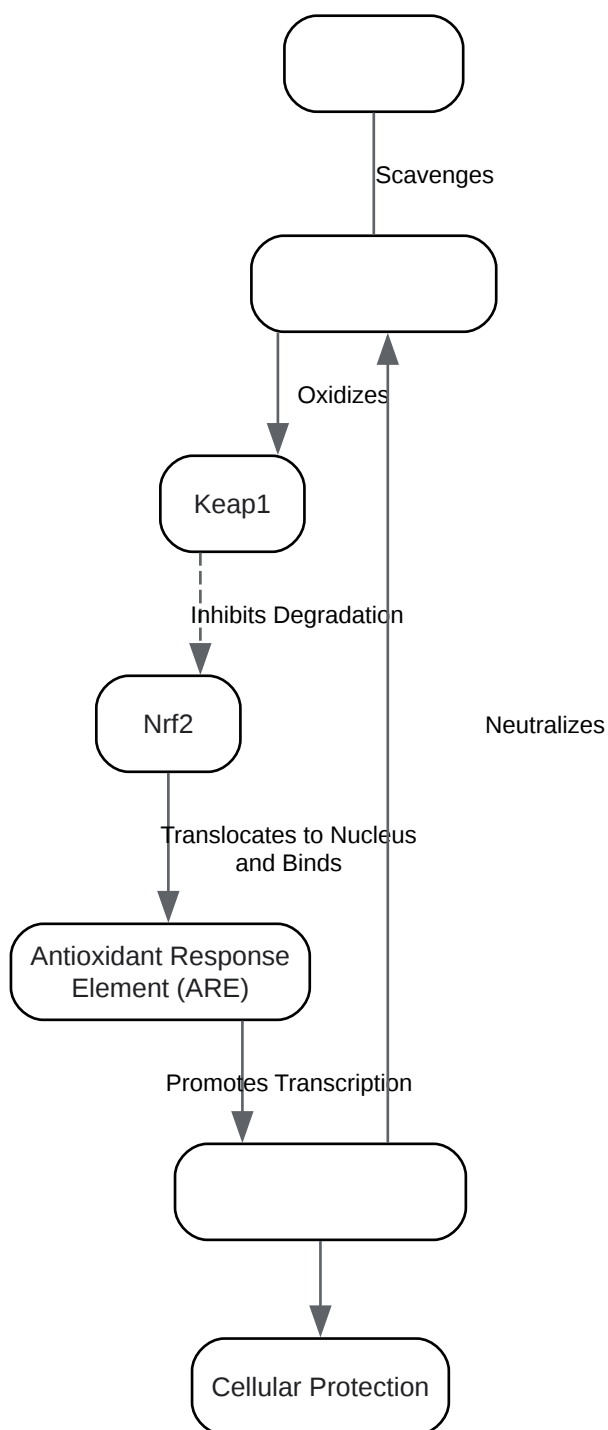 Scavenges
Oxidizes
Keap1
Inhibits Degradation
Nrf2
Neutralizes
Translocates to Nucleus
and Binds
Antioxidant Response
Element (ARE)
Promotes Transcription
Cellular Protection